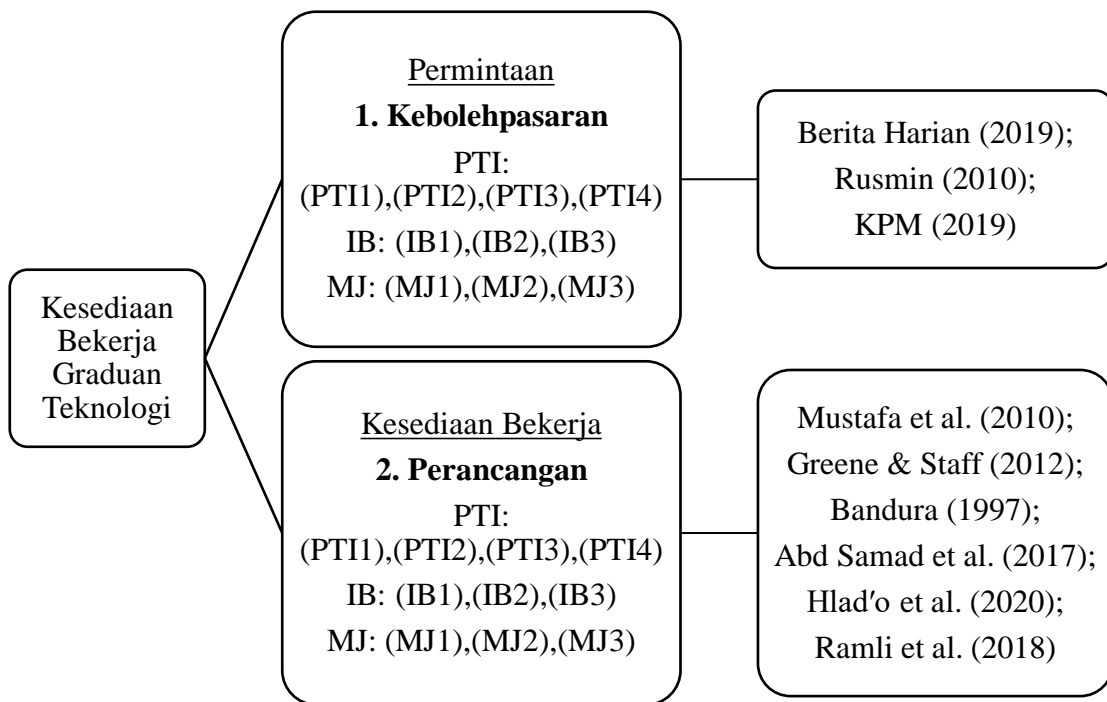 Kesediaan
Bekerja
Graduan
Teknologi
Permintaan
1. Kebolehpasaran
PTI:
(PTI1),(PTI2),(PTI3),(PTI4)
IB: (IB1),(IB2),(IB3)
MJ: (MJ1),(MJ2),(MJ3)
Berita Harian (2019);
Rusmin (2010);
KPM (2019)
Kesediaan Bekerja
2. Perancangan
PTI:
(PTI1),(PTI2),(PTI3),(PTI4)
IB: (IB1),(IB2),(IB3)
MJ: (MJ1),(MJ2),(MJ3)
Mustafa et al. (2010);
Greene & Staff (2012);
Bandura (1997);
Abd Samad et al. (2017);
Hladʹo et al. (2020);
Ramli et al. (2018)